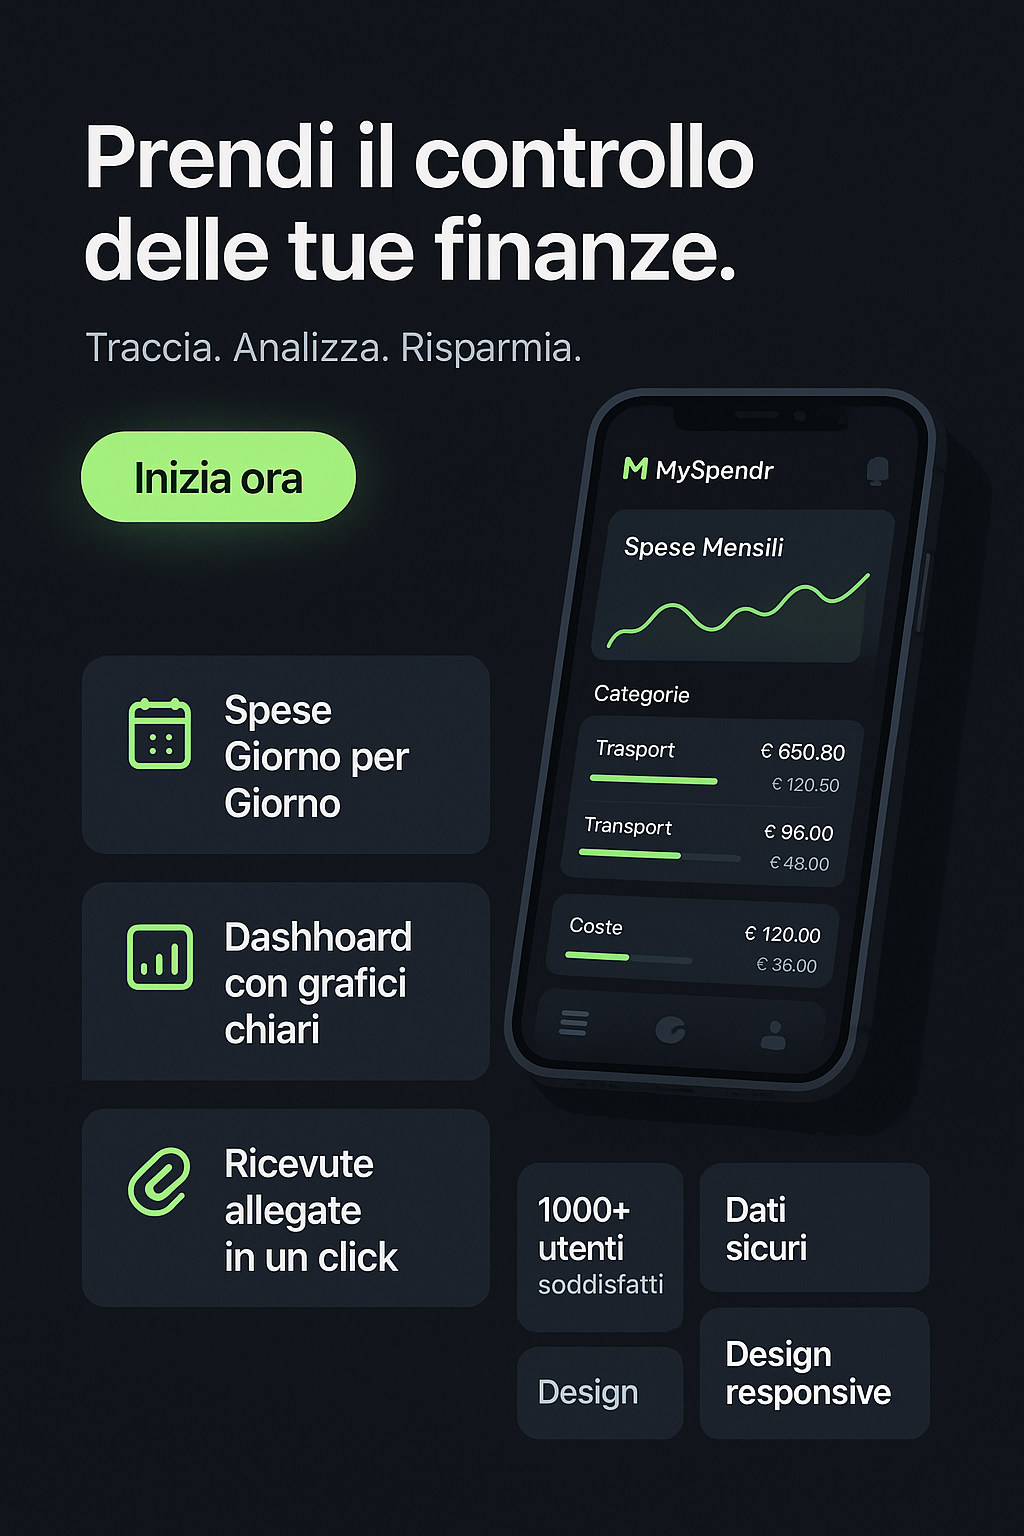 Prendi il controllo
delle tue finanze.
Traccia. Analizza. Risparmia.
Inizia ora
M MySpendr
Spese Mensili
Categorie
Trasport
€ 650.80
€ 120.50
Transport
€ 96.00
€ 48.00
Coste
€ 120.00
€ 36.00
Spese
Giorno per
Giorno
Dashhoard
con grafici
chiari
Ricevute
allegate
in un click
1000+
utenti
soddisfatti
Dati
sicuri
Design
Design
responsive